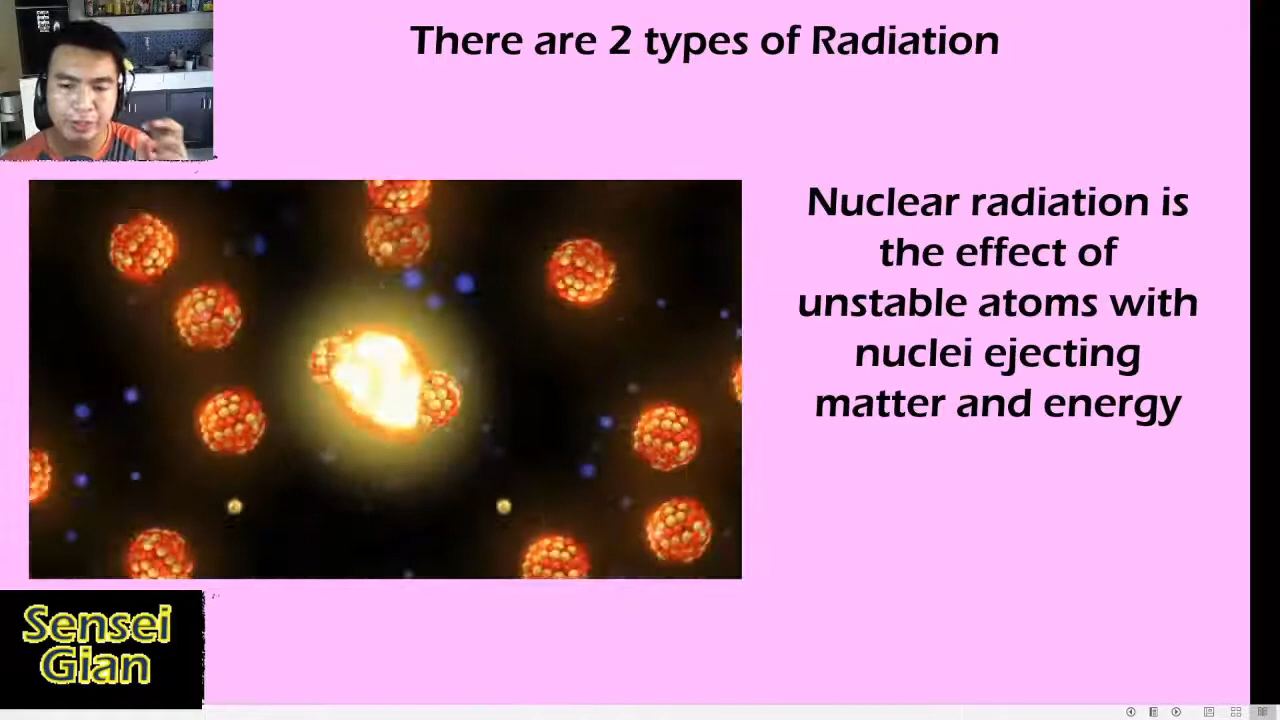 There are 2 types of Radiation
Nuclear radiation is
the effect of
unstable atoms with
nuclei ejecting
matter and energy
Sensei
Gian